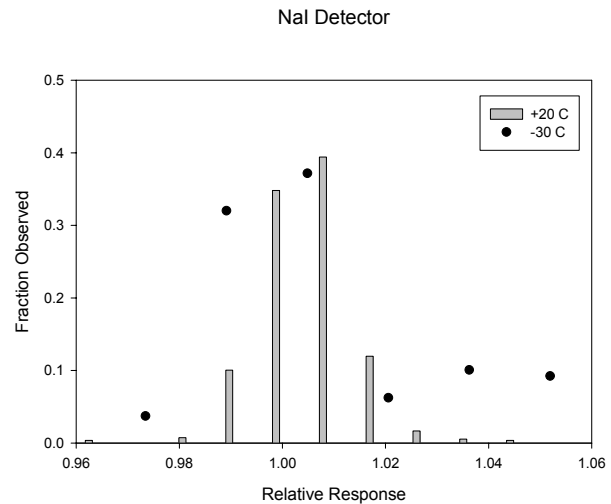 NaI Detector
0.5
0.4
0.3
0.2
0.1
0.0
Fraction Observed
+20 C
-30 C
0.96 0.98 1.00 1.02 1.04 1.06
Relative Response